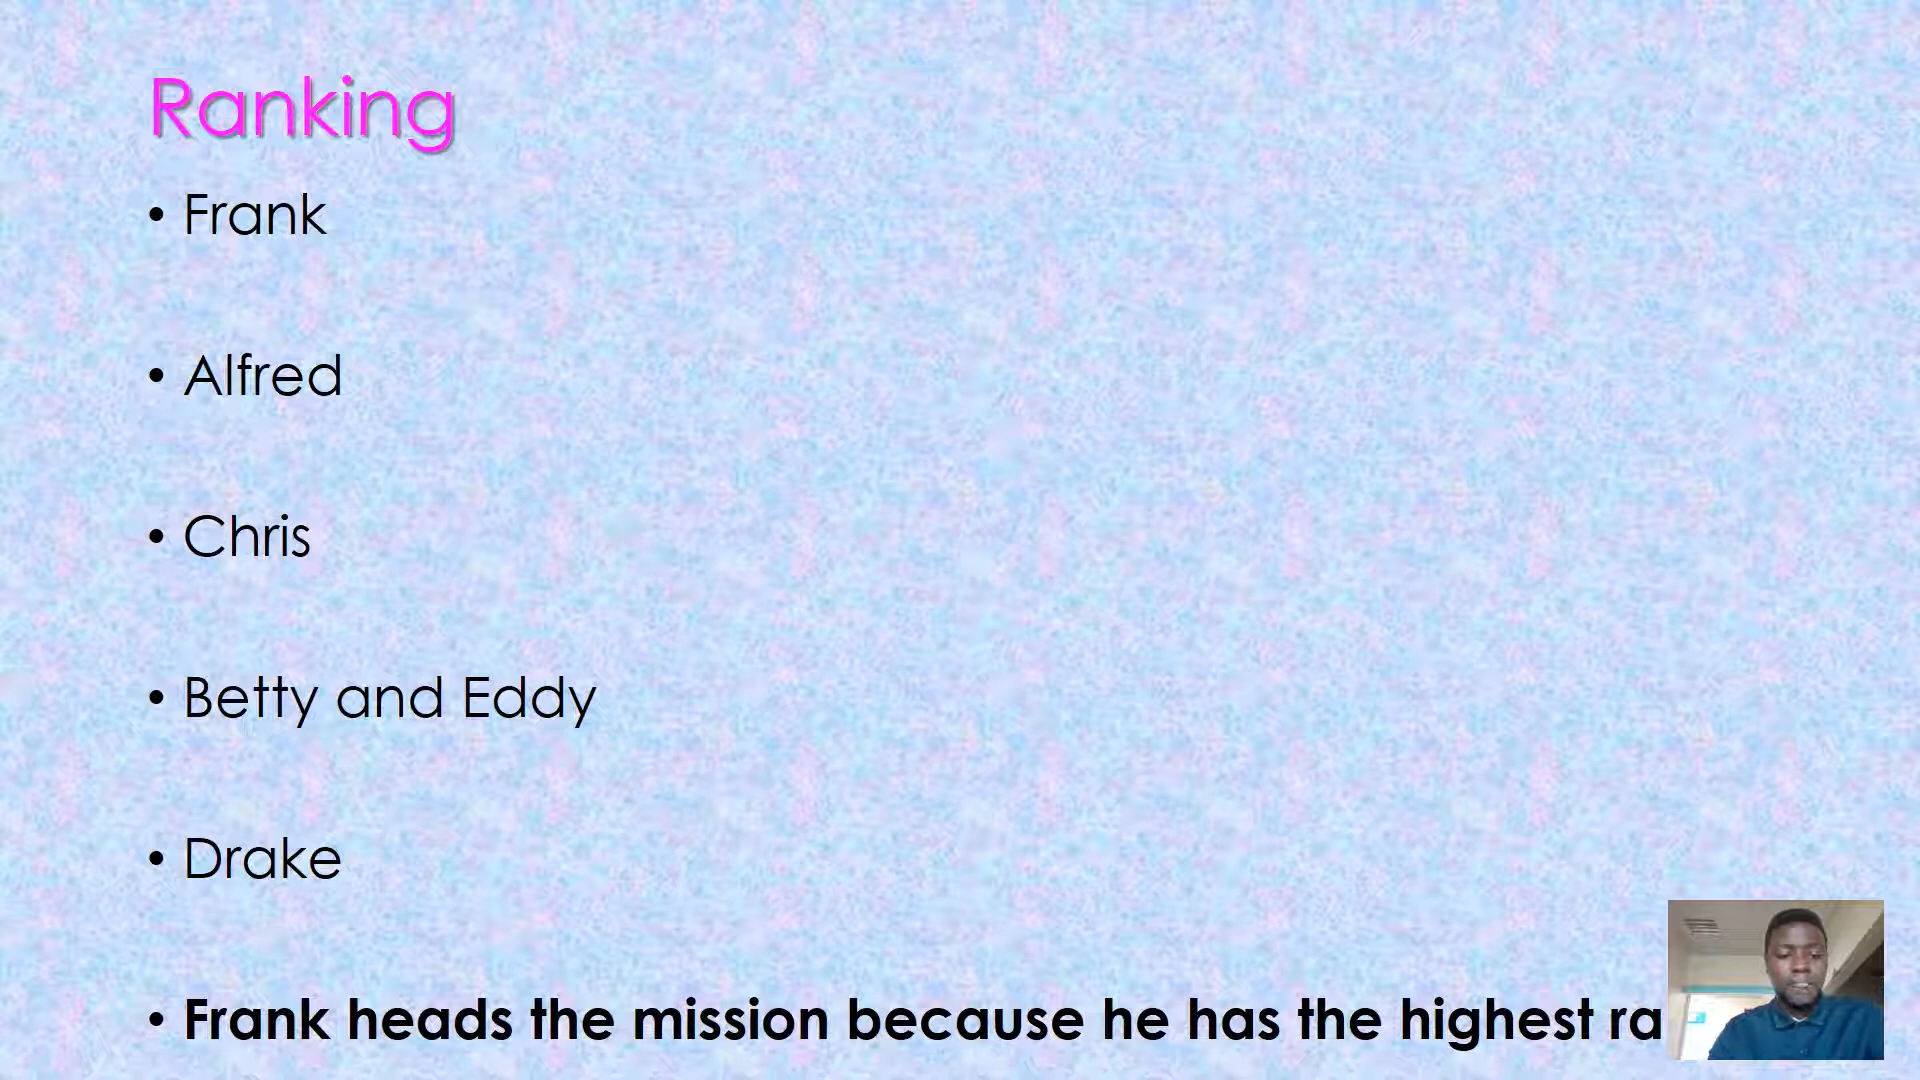 Ranking
• Frank
• Alfred
• Chris
• Betty and Eddy
• Drake
• Frank heads the mission because he has the highest ra